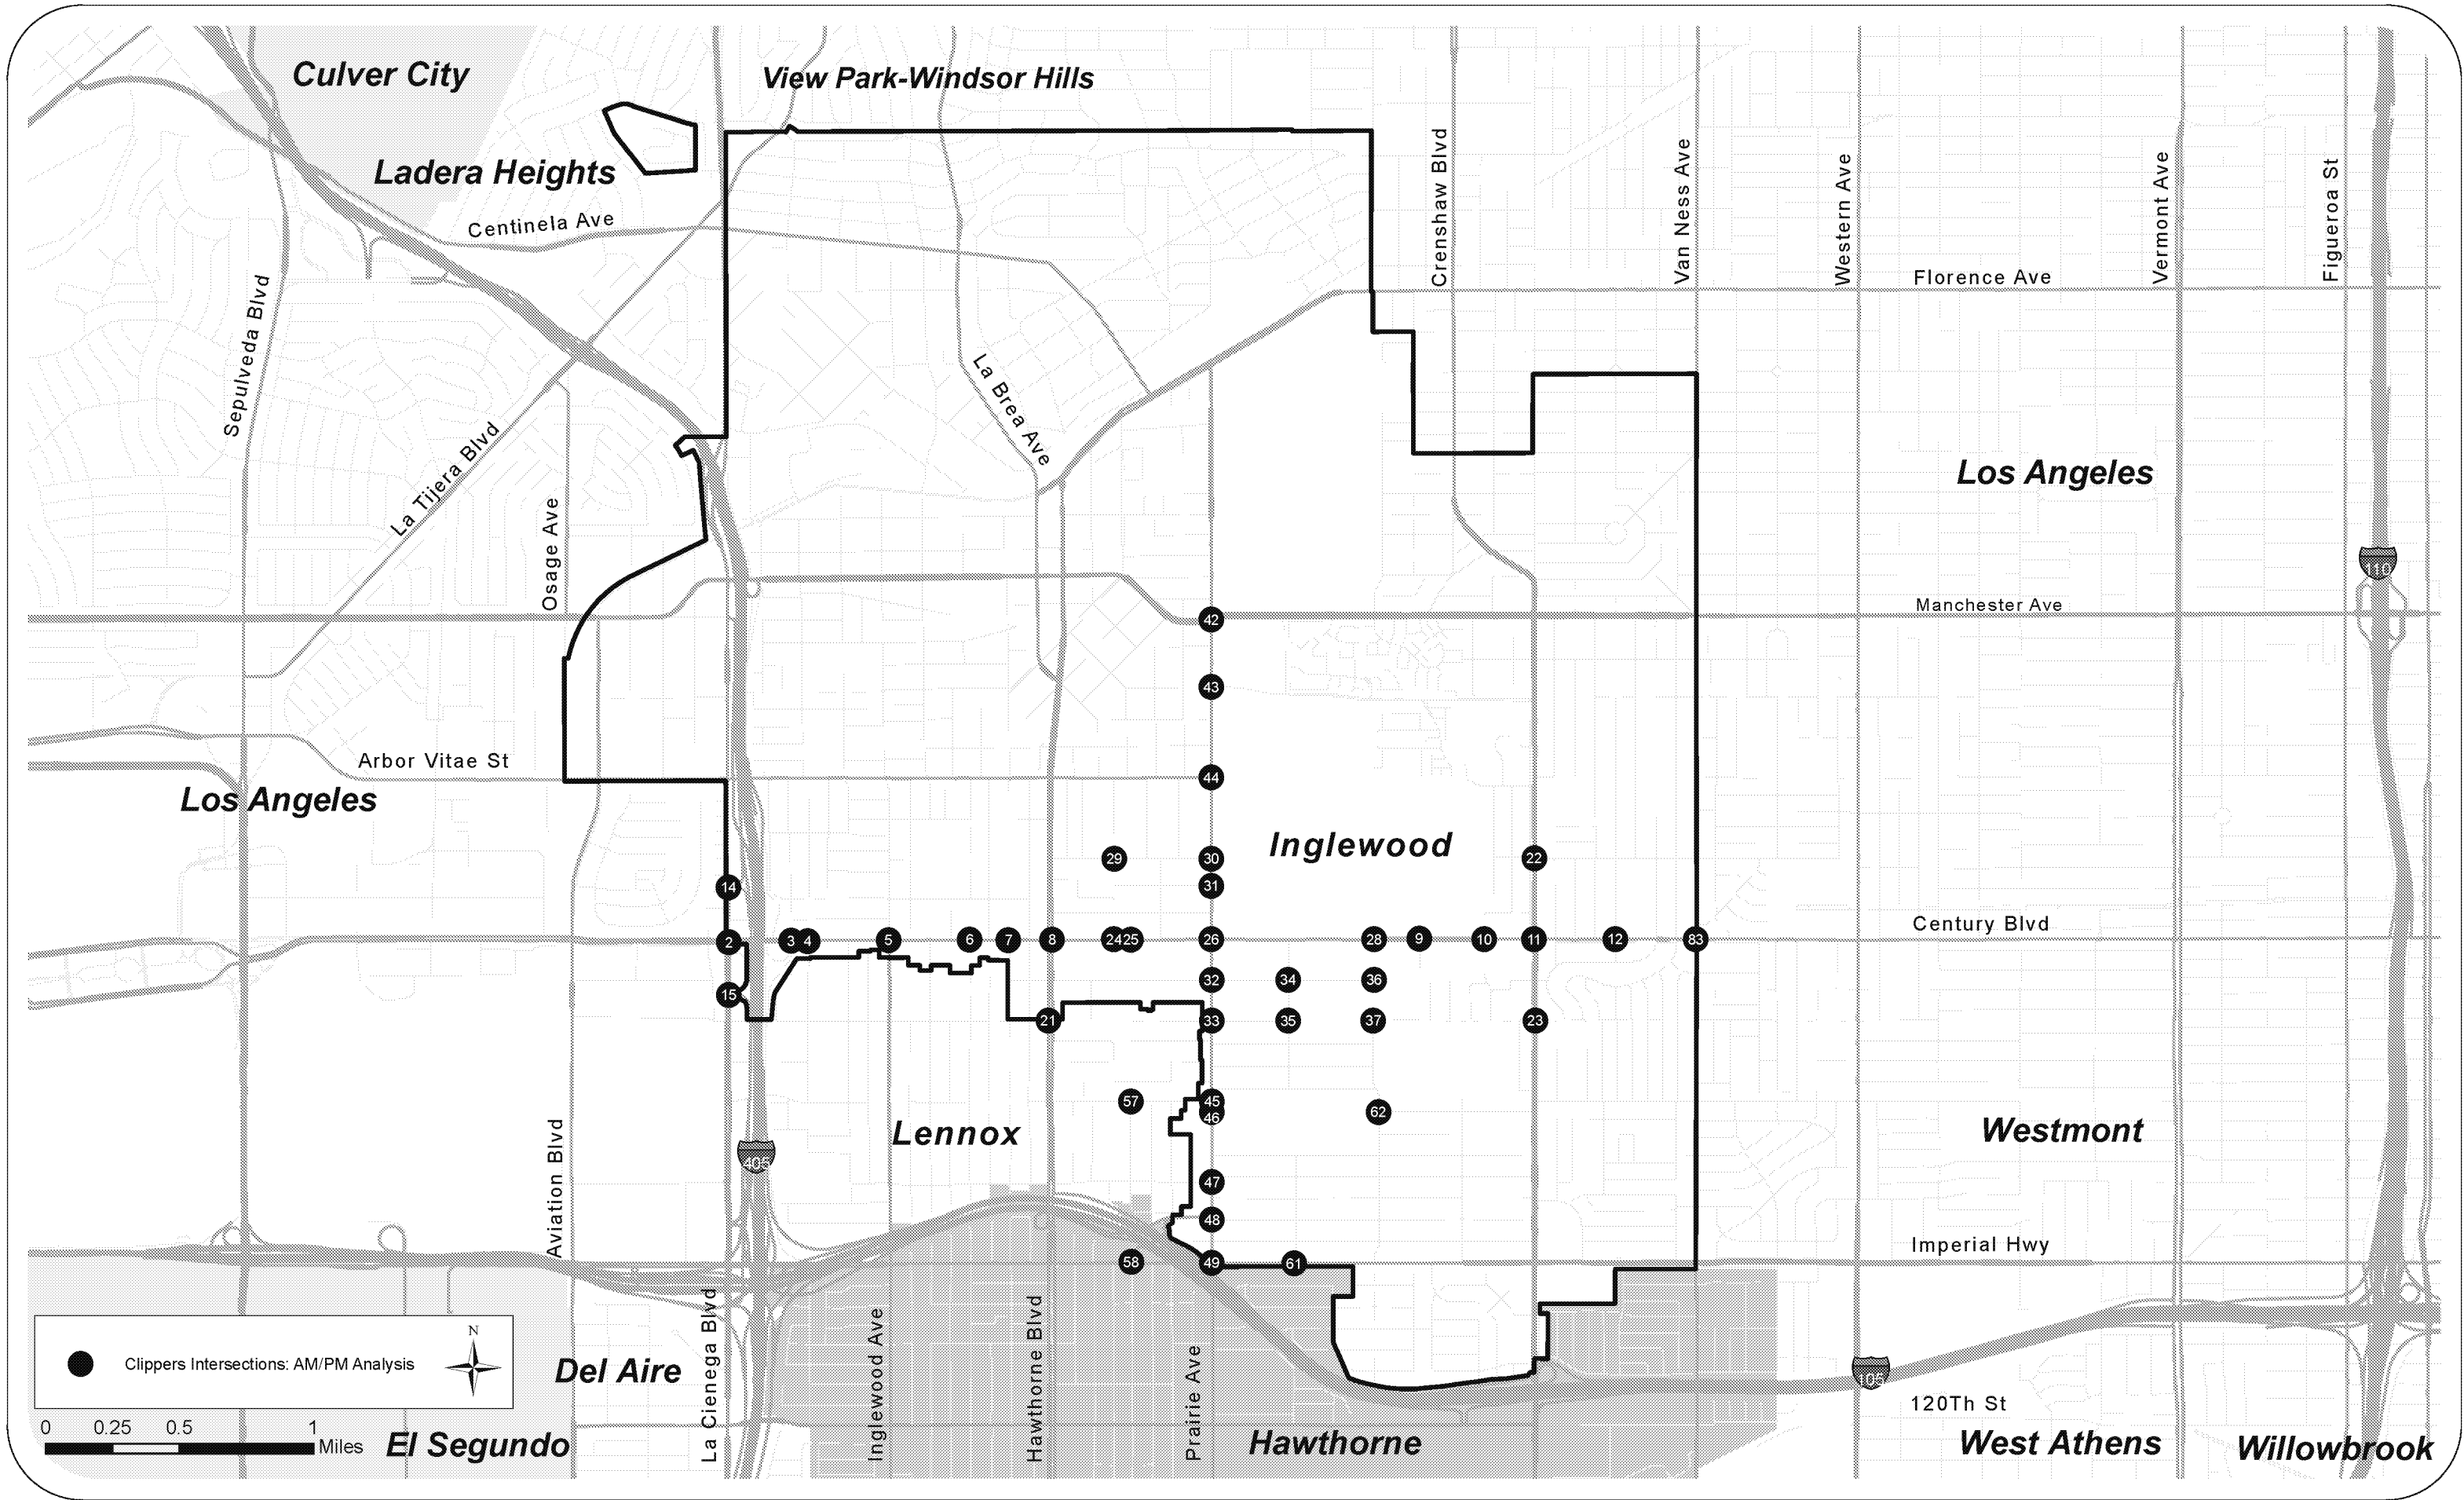 Culver City
View Park-Windsor Hills
Ladera Heights
Centinela Ave
Crenshaw Blvd
Van Ness Ave
Western Ave
Vermont Ave
Figueroa St
Florence Ave
Sepulveda Blvd
La Brea Ave
La Tijera Blvd
Los Angeles
Osage Ave
110
Manchester Ave
42
43
Arbor Vitae St
44
Los Angeles
Inglewood
29
30
22
14
31
Century Blvd
2
3
4
5
6
7
8
24
25
26
28
9
10
11
12
83
32
34
36
15
21
33
35
37
23
57
45
46
62
Lennox
Westmont
Aviation Blvd
405
47
48
Imperial Hwy
58
49
61
N
Clippers Intersections: AM/PM Analysis
Del Aire
La Cienega Blvd
Inglewood Ave
Hawthorne Blvd
Prairie Ave
105
120Th St
0 0.25 0.5 1
Miles
El Segundo
Hawthorne
West Athens
Willowbrook